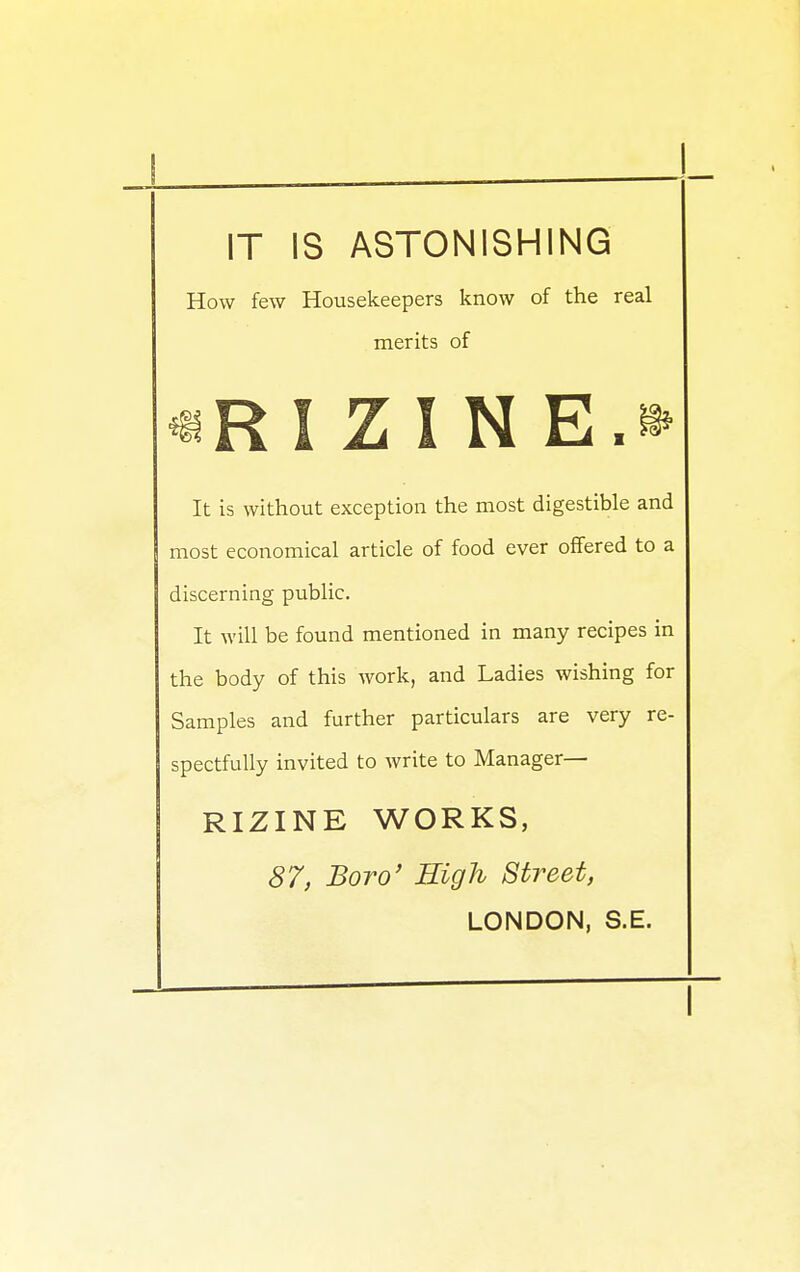 IT IS ASTONISHING
How few Housekeepers know of the real
merits of
RIZINE.
It is without exception the most digestible and
most economical article of food ever offered to a
discerning public.
It will be found mentioned in many recipes in
the body of this work, and Ladies wishing for
Samples and further particulars are very re-
spectfully invited to write to Manager—
RIZINE WORKS,
87, Boro' High Street,
LONDON, S.E.